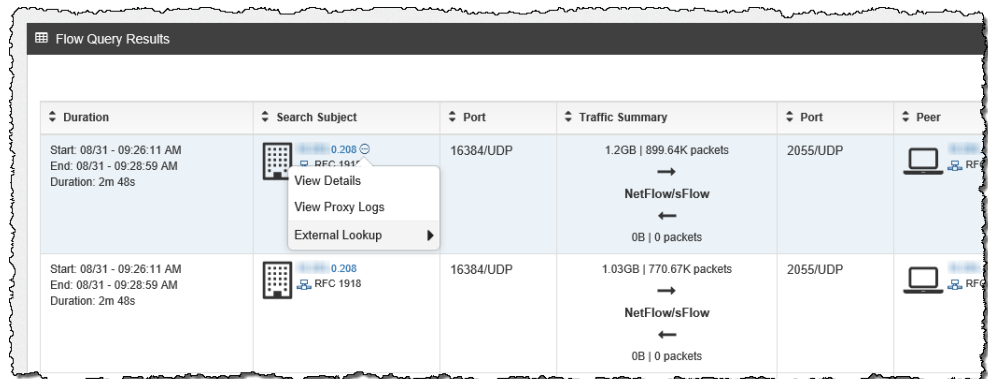 Flow Query Results
Duration
Search Subject
Port
Traffic Summary
Port
Peer
Start: 08/31 - 09:26:11 AM
End: 08/31 - 09:28:59 AM
Duration: 2m 48s
0.208
RFC 1918
View Details
View Proxy Logs
External Lookup
16384/UDP
1.2GB | 899.64K packets
NetFlow/sFlow
0B | 0 packets
2055/UDP
RFC
Start: 08/31 - 09:26:11 AM
End: 08/31 - 09:28:59 AM
Duration: 2m 48s
0.208
RFC 1918
16384/UDP
1.03GB | 770.67K packets
NetFlow/sFlow
0B | 0 packets
2055/UDP
RFC